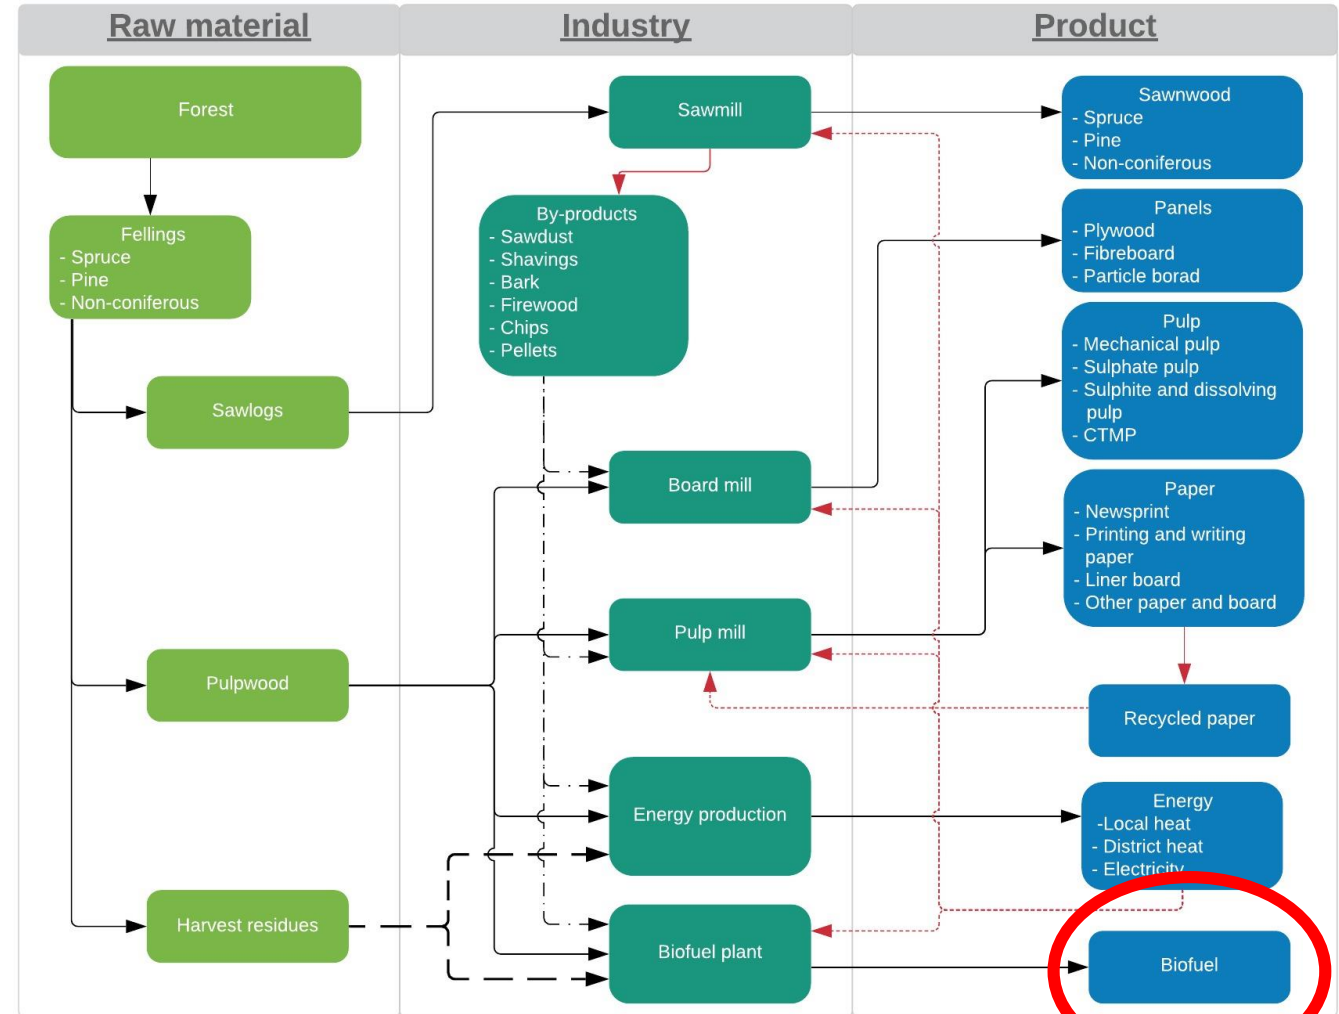 Raw material
Industry
Product
Forest
Fellings
- Spruce
- Pine
- Non-coniferous
Sawlogs
Pulpwood
Harvest residues
Sawmill
By-products
- Sawdust
- Shavings
- Bark
- Firewood
- Chips
- Pellets
Board mill
Pulp mill
Energy production
Biofuel plant
Sawnwood
- Spruce
- Pine
- Non-coniferous
Panels
- Plywood
- Fibreboard
- Particle borad
Pulp
- Mechanical pulp
- Sulphate pulp
- Sulphite and dissolving
pulp
- CTMP
Paper
- Newsprint
- Printing and writing
paper
- Liner board
- Other paper and board
Recycled paper
Energy
-Local heat
- District heat
- Electricity
Biofuel